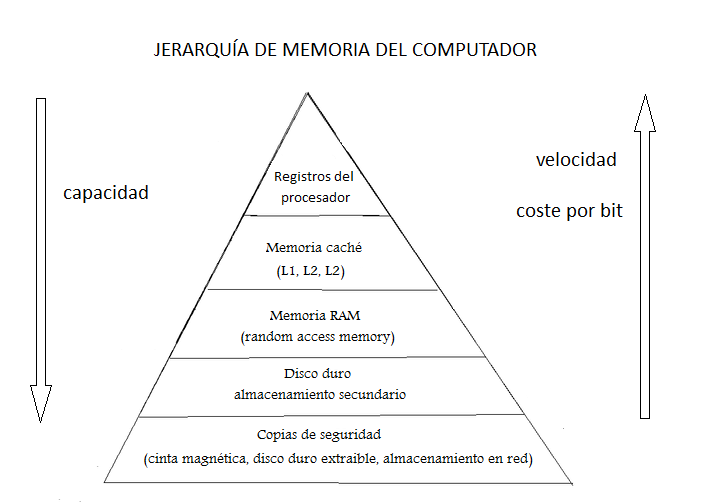 JERARQUÍA DE MEMORIA DEL COMPUTADOR
capacidad
velocidad
coste por bit
Registros del
procesador
Memoria caché
(L1, L2, L2)
Memoria RAM
(random access memory)
Disco duro
almacenamiento secundario
Copias de seguridad
(cinta magnética, disco duro extraíble, almacenamiento en red)